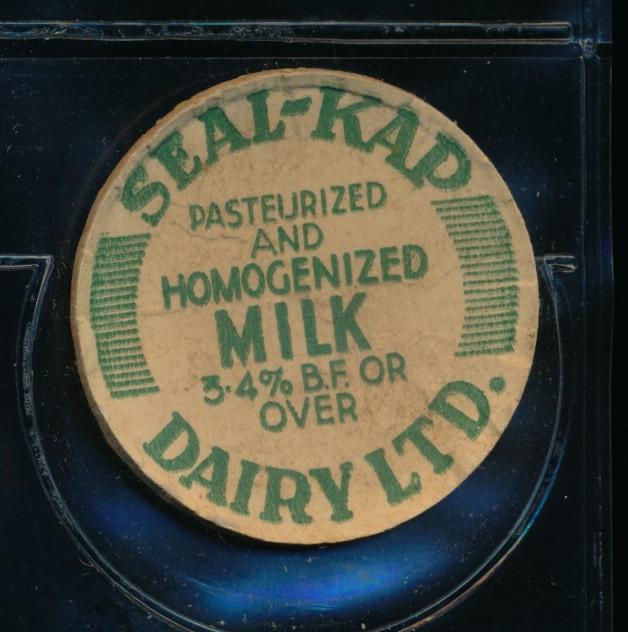 SEAL-KAP
PASTEURIZED
AND
HOMOGENIZED
MILK
3·4% B.F. OR
OVER
DAIRY LTD.